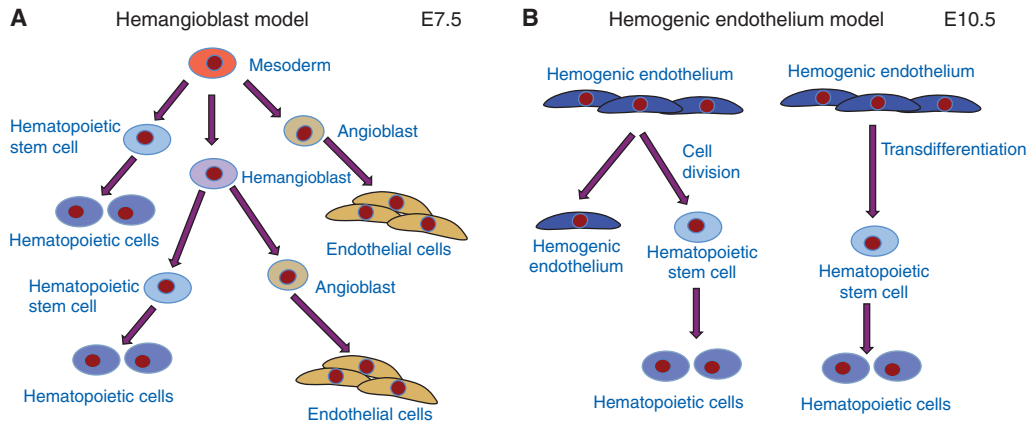 A
Hemangioblast model
E7.5
Mesoderm
Hematopoietic
stem cell
Angioblast
Hemangioblast
Hematopoietic cells
Endothelial cells
Hematopoietic
stem cell
Angioblast
Hematopoietic cells
Endothelial cells
B
Hemogenic endothelium model
E10.5
Hemogenic endothelium
Cell
division
Hemogenic
endothelium
Hematopoietic
stem cell
Hematopoietic cells
Hemogenic endothelium
Transdifferentiation
Hematopoietic
stem cell
Hematopoietic cells